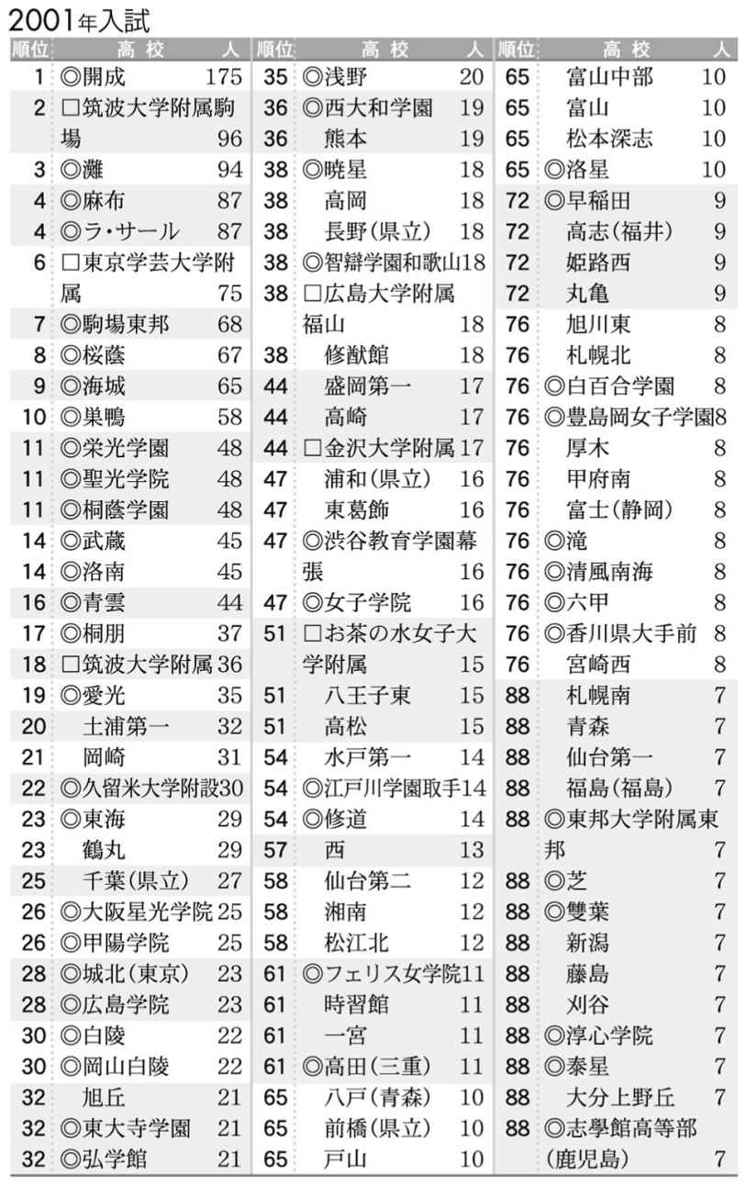 2001年入試
順位 高校 人
1 ◎開成 175
2 □筑波大学附属駒
場 96
3 ◎灘 94
4 ◎麻布 87
4 ◎ラ・サール 87
6 □東京学芸大学附
属 75
7 ◎駒場東邦 68
8 ◎桜蔭 67
9 ◎海城 65
10 ◎巣鴨 58
11 ◎栄光学園 48
11 ◎聖光学院 48
11 ◎桐蔭学園 48
14 ◎武蔵 45
14 ◎洛南 45
16 ◎青雲 44
17 ◎桐朋 37
18 □筑波大学附属 36
19 ◎愛光 35
20 土浦第一 32
21 岡崎 31
22 ◎久留米大学附設 30
23 ◎東海 29
23 鶴丸 29
25 千葉(県立) 27
26 ◎大阪星光学院 25
26 ◎甲陽学院 25
28 ◎城北(東京) 23
28 ◎広島学院 23
30 ◎白陵 22
30 ◎岡山白陵 22
32 旭丘 21
32 ◎東大寺学園 21
32 ◎弘学館 21
順位 高校 人
35 ◎浅野 20
36 ◎西大和学園 19
36 熊本 19
38 ◎暁星 18
38 高岡 18
38 長野(県立) 18
38 ◎智辯学園和歌山 18
38 □広島大学附属
福山 18
38 修猷館 18
44 盛岡第一 17
44 高崎 17
44 □金沢大学附属 17
47 浦和(県立) 16
47 東葛飾 16
47 ◎渋谷教育学園幕
張 16
47 ◎女子学院 16
51 □お茶の水女子大
学附属 15
51 八王子東 15
51 高松 15
54 水戸第一 14
54 ◎江戸川学園取手 14
54 ◎修道 14
57 西 13
58 仙台第二 12
58 湘南 12
58 松江北 12
61 ◎フェリス女学院 11
61 時習館 11
61 一宮 11
61 ◎高田(三重) 11
65 八戸(青森) 10
65 前橋(県立) 10
65 戸山 10
順位 高校 人
65 富山中部 10
65 富山 10
65 松本深志 10
65 ◎洛星 10
72 ◎早稲田 9
72 高志(福井) 9
72 姫路西 9
72 丸亀 9
76 旭川東 8
76 札幌北 8
76 ◎白百合学園 8
76 ◎豊島岡女子学園 8
76 厚木 8
76 甲府南 8
76 富士(静岡) 8
76 ◎滝 8
76 ◎清風南海 8
76 ◎六甲 8
76 ◎香川県大手前 8
76 宮崎西 8
88 札幌南 7
88 青森 7
88 仙台第一 7
88 福島(福島) 7
88 ◎東邦大学附属東
邦 7
88 ◎芝 7
88 ◎雙葉 7
88 新潟 7
88 藤島 7
88 刈谷 7
88 ◎淳心学院 7
88 ◎泰星 7
88 大分上野丘 7
88 ◎志學館高等部
(鹿児島) 7